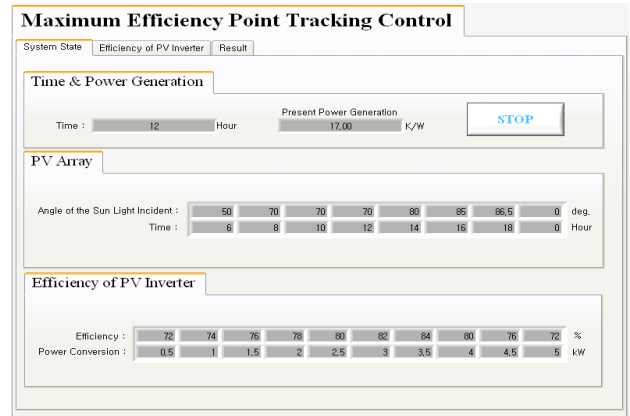 Maximum Efficiency Point Tracking Control
System State Efficiency of PV Inverter Result
Time & Power Generation
Present Power Generation
Time : 12 Hour 17,00 K/W STOP
PV Array
Angle of the Sun Light Incident : 50 70 70 70 80 85 86,5 0 deg,
Time : 6 8 10 12 14 16 18 0 Hour
Efficiency of PV Inverter
Efficiency : 72 74 76 78 80 82 84 80 76 72 %
Power Conversion : 0,5 1 1,5 2 2,5 3 3,5 4 4,5 5 kW